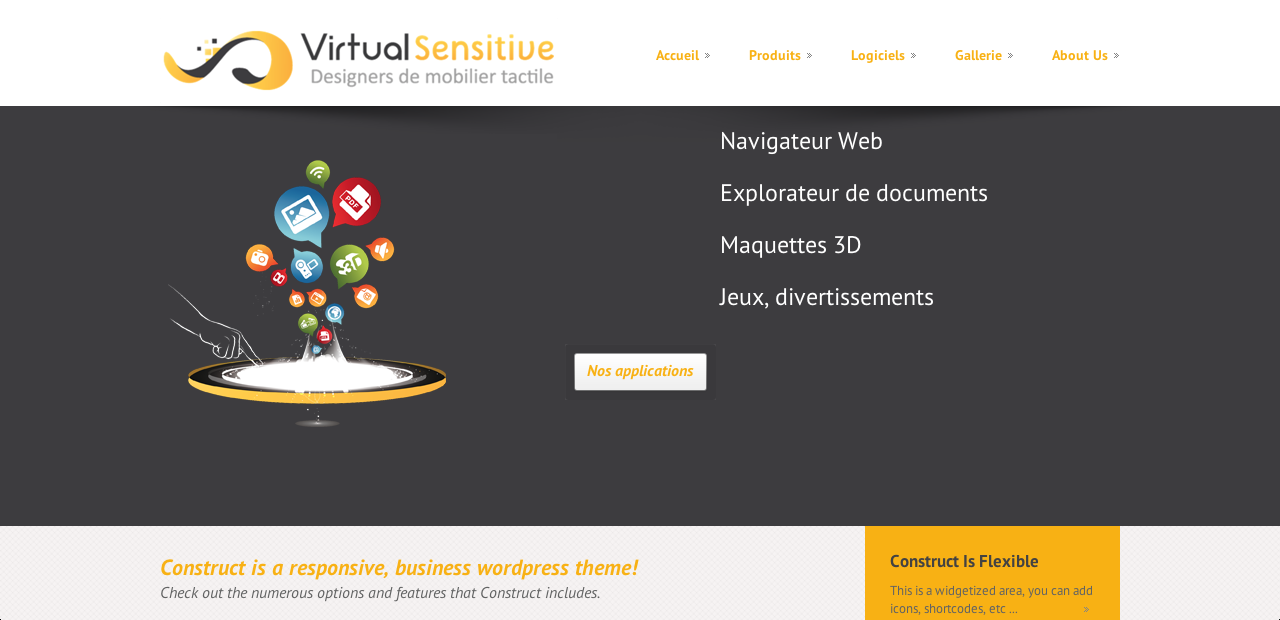 Virtual Sensitive
Designers de mobilier tactile
Accueil
Produits
Logiciels
Gallerie
About Us
Navigateur Web
Explorateur de documents
Maquettes 3D
Jeux, divertissements
PDF
Nos applications
Construct is a responsive, business wordpress theme!
Check out the numerous options and features that Construct includes.
Construct Is Flexible
This is a widgetized area, you can add
icons, shortcodes, etc ...